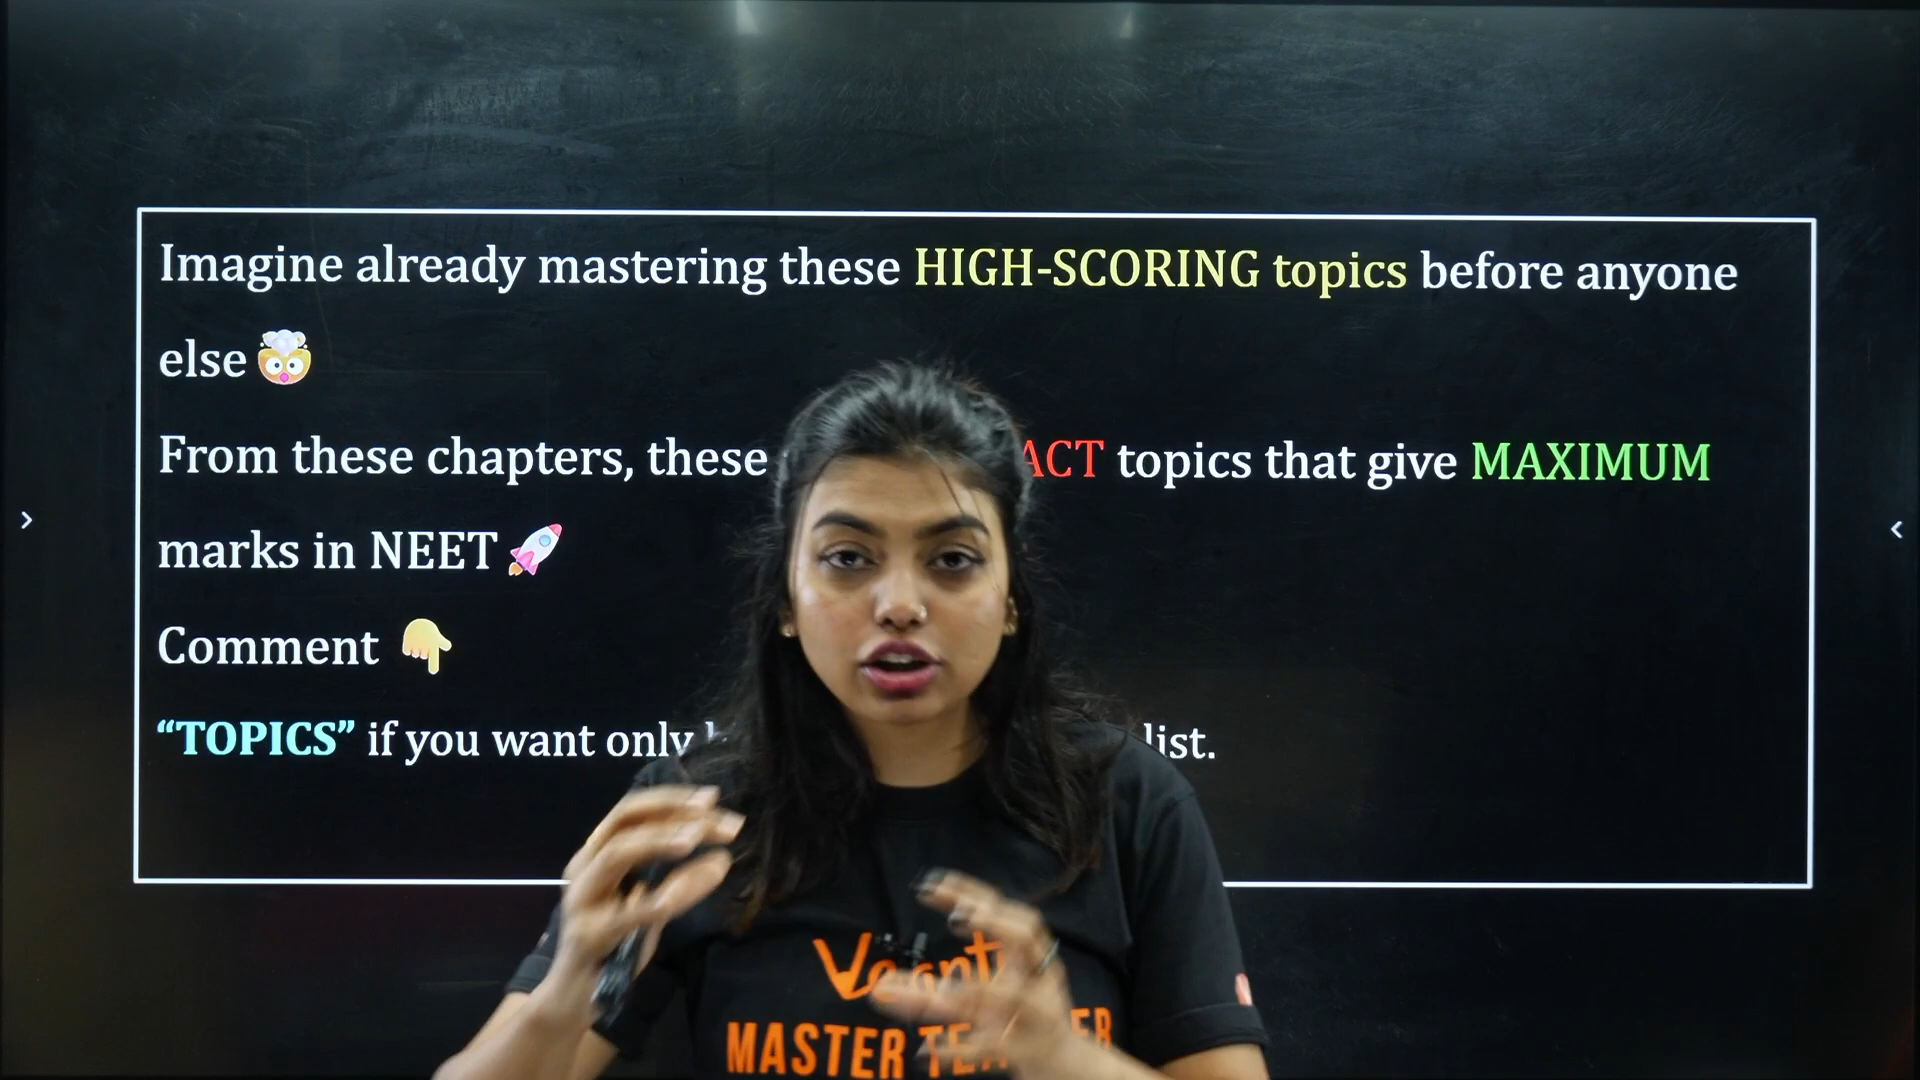 Imagine already mastering these HIGH-SCORING topics before anyone
else 🤯
From these chapters, these topics that give MAXIMUM
marks in NEET 🚀
Comment 👇
“TOPICS” if you want only list.
MASTER